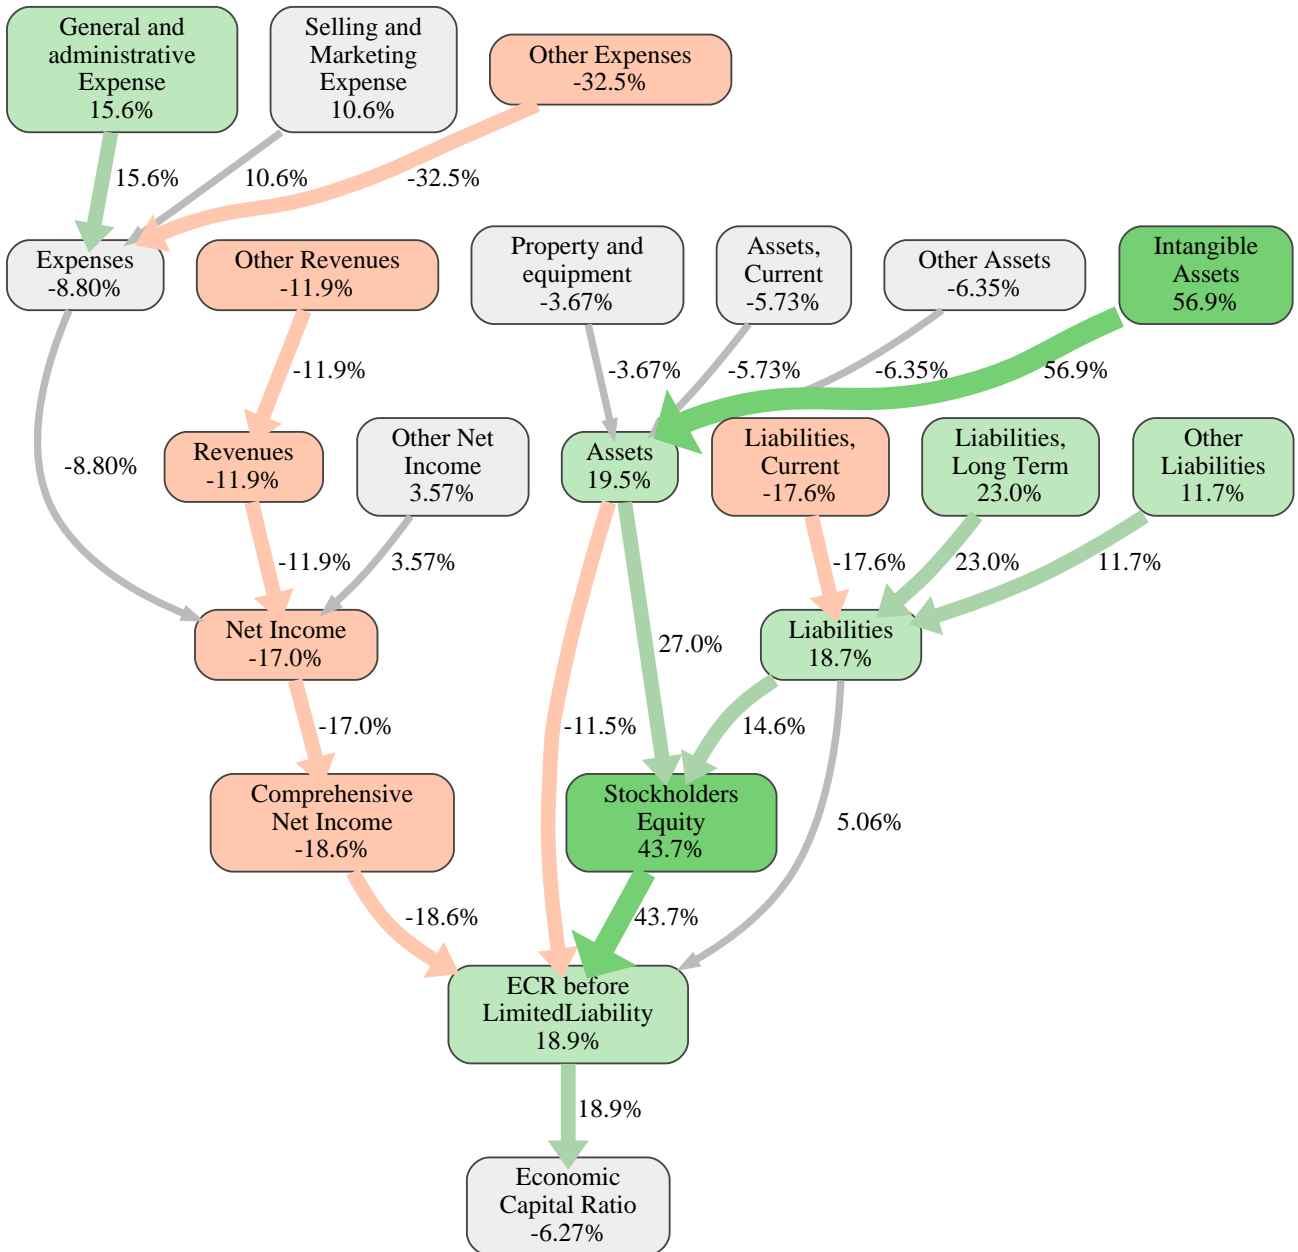 General and
administrative
Expense
15.6%
Selling and
Marketing
Expense
10.6%
Other Expenses
-32.5%
15.6%
10.6%
-32.5%
Expenses
-8.80%
Other Revenues
-11.9%
Property and
equipment
-3.67%
Assets,
Current
-5.73%
Other Assets
-6.35%
Intangible
Assets
56.9%
-11.9%
-3.67%
-5.73%
-6.35%
56.9%
-8.80%
Revenues
-11.9%
Other Net
Income
3.57%
Assets
19.5%
Liabilities,
Current
-17.6%
Liabilities,
Long Term
23.0%
Other
Liabilities
11.7%
-11.9%
3.57%
-17.6%
23.0%
11.7%
Net Income
-17.0%
27.0%
Liabilities
18.7%
-17.0%
-11.5%
14.6%
Comprehensive
Net Income
-18.6%
Stockholders
Equity
43.7%
5.06%
-18.6%
43.7%
ECR before
LimitedLiability
18.9%
18.9%
Economic
Capital Ratio
-6.27%